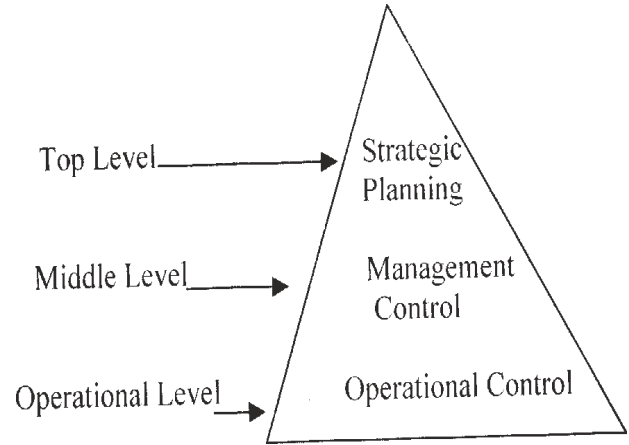 Top Level
Strategic
Planning
Middle Level
Management
Control
Operational Level
Operational Control